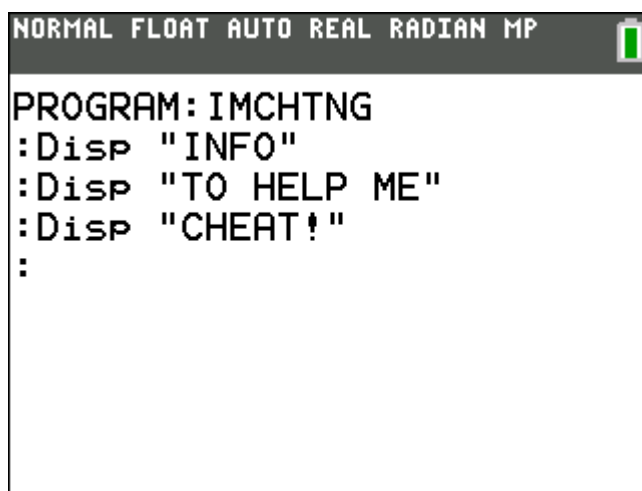 NORMAL FLOAT AUTO REAL RADIAN MP
PROGRAM:IMCHTNG
:Disp "INFO"
:Disp "TO HELP ME"
:Disp "CHEAT!"
: